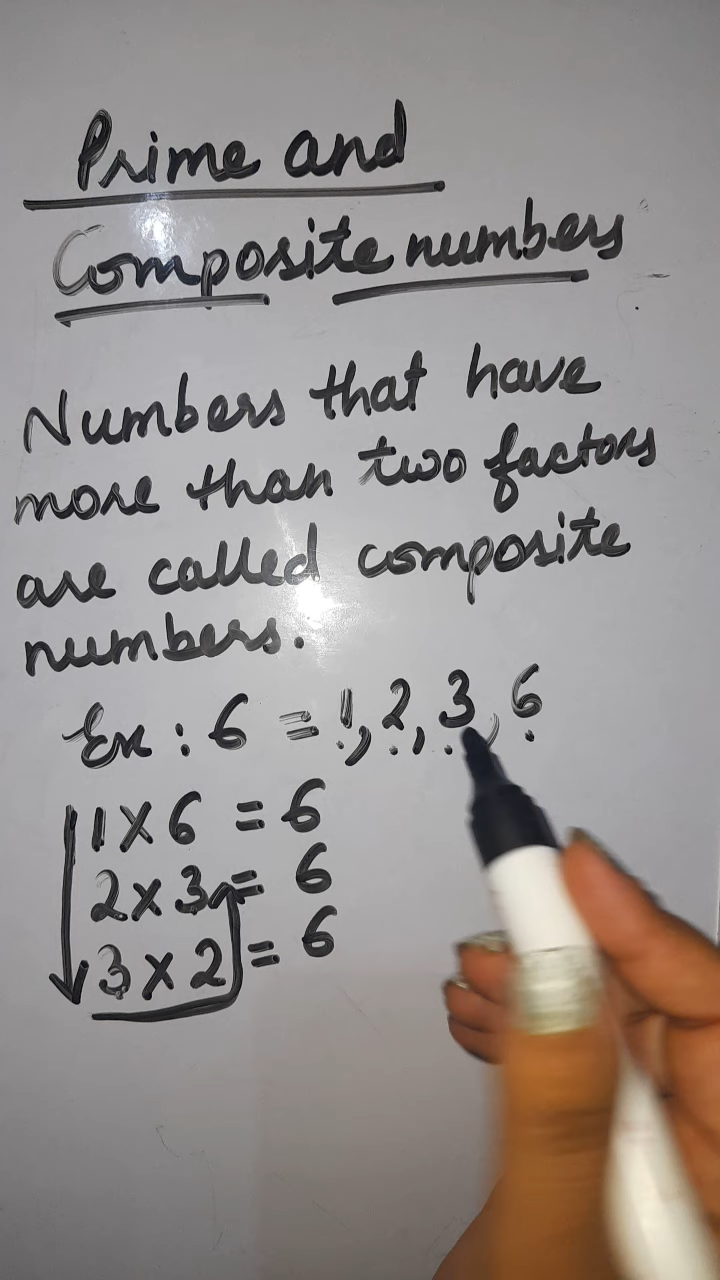 Prime and
Composite numbers
Numbers that have
more than two factors
are called composite
numbers.
Ex : 6 = 1, 2, 3, 6
1 x 6 = 6
2 x 3 = 6
3 x 2 = 6